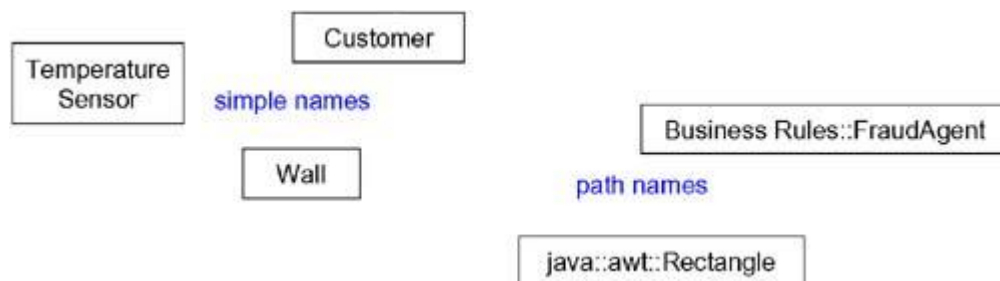 Customer
Temperature
Sensor
simple names
Business Rules::FraudAgent
Wall
path names
java::awt::Rectangle